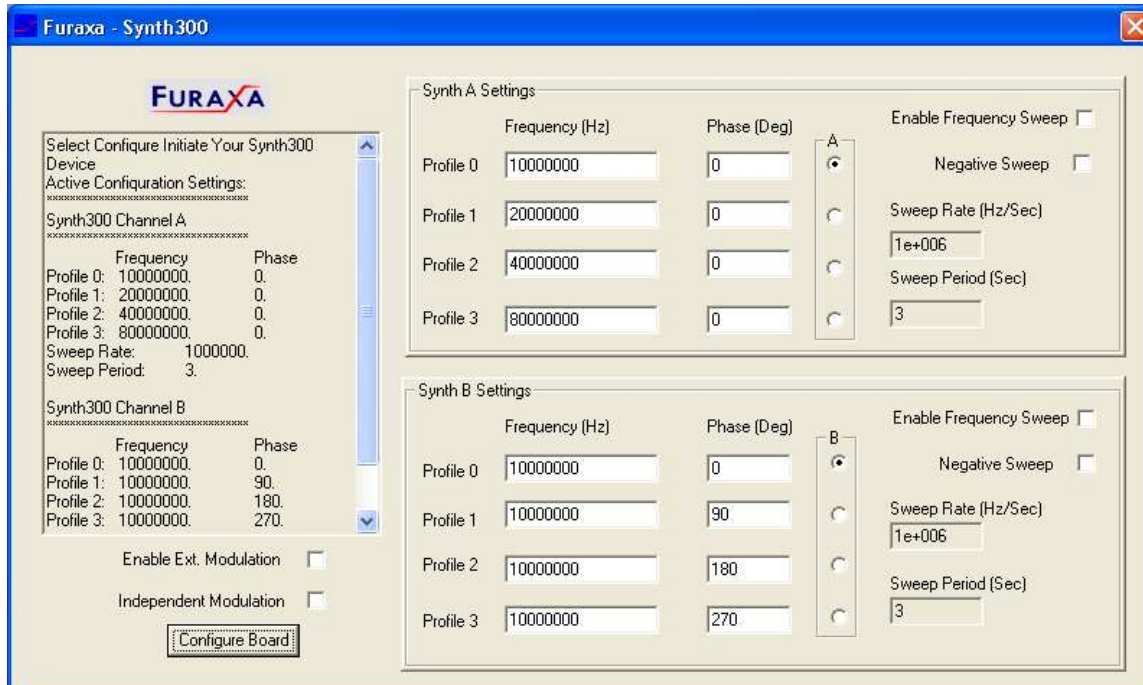 Furaxa - Synth300
FURAXA
Select Configure Initiate Your Synth300
Device
Active Configuration Settings:
**********************************
Synth300 Channel A
**********************************
Frequency Phase
Profile 0: 10000000. 0.
Profile 1: 20000000. 0.
Profile 2: 40000000. 0.
Profile 3: 80000000. 0.
Sweep Rate: 1000000.
Sweep Period: 3.
Synth300 Channel B
**********************************
Frequency Phase
Profile 0: 10000000. 0.
Profile 1: 10000000. 90.
Profile 2: 10000000. 180.
Profile 3: 10000000. 270.
Enable Ext. Modulation
Independent Modulation
Configure Board
Synth A Settings
Frequency (Hz) Phase (Deg) A
Profile 0 10000000 0
Profile 1 20000000 0
Profile 2 40000000 0
Profile 3 80000000 0
Enable Frequency Sweep
Negative Sweep
Sweep Rate (Hz/Sec)
1e+006
Sweep Period (Sec)
3
Synth B Settings
Frequency (Hz) Phase (Deg) B
Profile 0 10000000 0
Profile 1 10000000 90
Profile 2 10000000 180
Profile 3 10000000 270
Enable Frequency Sweep
Negative Sweep
Sweep Rate (Hz/Sec)
1e+006
Sweep Period (Sec)
3